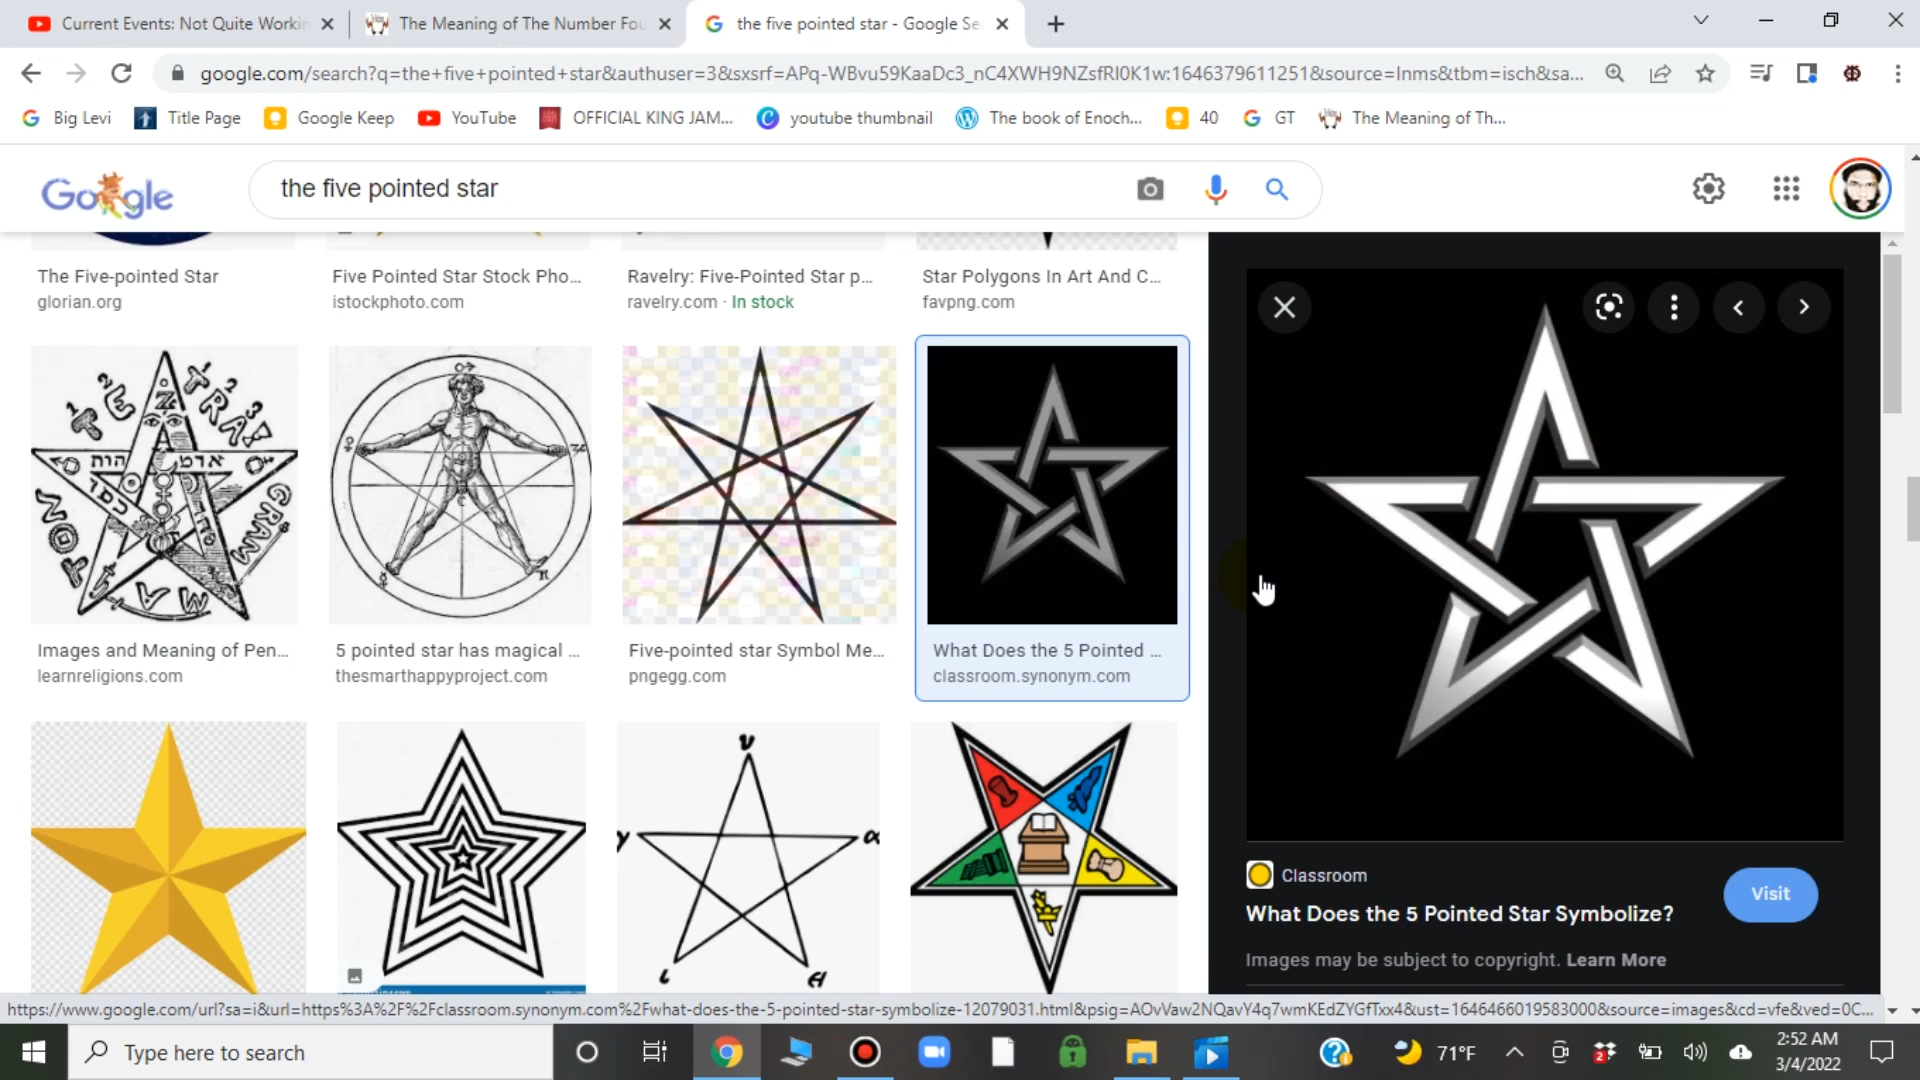 Current Events: Not Quite Workin
The Meaning of The Number Fou
the five pointed star - Google Se
google.com/search?q=the+five+pointed+star&authuser=3&sxsrf=APq-WBvu59KaaDc3_nC4XWH9NZsfRI0K1w:1646379611251&source=lnms&tbm=isch&sa...
Big Levi
Title Page
Google Keep
YouTube
OFFICIAL KING JAM...
youtube thumbnail
The book of Enoch...
40
GT
The Meaning of Th...
Google
the five pointed star
The Five-pointed Star
glorian.org
Five Pointed Star Stock Pho...
istockphoto.com
Ravelry: Five-Pointed Star p...
ravelry.com · In stock
Star Polygons In Art And C...
favpng.com
TE TRA GRAM MA TON
Images and Meaning of Pen...
learnreligions.com
5 pointed star has magical ...
thesmarthappyproject.com
Five-pointed star Symbol Me...
pngegg.com
What Does the 5 Pointed ...
classroom.synonym.com
Classroom
What Does the 5 Pointed Star Symbolize?
Visit
Images may be subject to copyright. Learn More
https://www.google.com/url?sa=i&url=https%3A%2F%2Fclassroom.synonym.com%2Fwhat-does-the-5-pointed-star-symbolize-12079031.html&psig=AOvVaw2NQavY4q7wmKEdZYGfTxx4&ust=1646466019583000&source=images&cd=vfe&ved=0C...
Type here to search
71°F
2:52 AM
3/4/2022